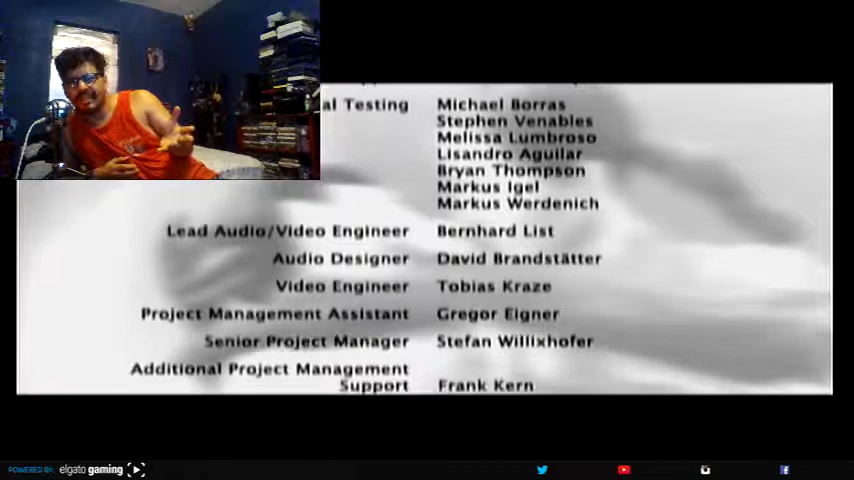 al Testing Michael Borras
Stephen Venables
Melissa Lumbroso
Lisandro Aguilar
Bryan Thompson
Markus Igel
Markus Werdenich
Lead Audio/Video Engineer Bernhard List
Audio Designer David Brandstätter
Video Engineer Tobias Kraze
Project Management Assistant Gregor Eigner
Senior Project Manager Stefan Willixhofer
Additional Project Management
Support Frank Kern
POWERED BY: elgato gaming